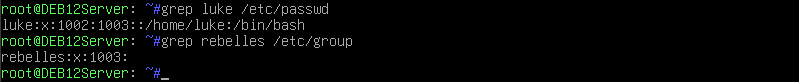 root@DEB12Server: ~#grep luke /etc/passwd
luke:x:1002:1003::/home/luke:/bin/bash
root@DEB12Server: ~#grep rebelles /etc/group
rebelles:x:1003:
root@DEB12Server: ~#_